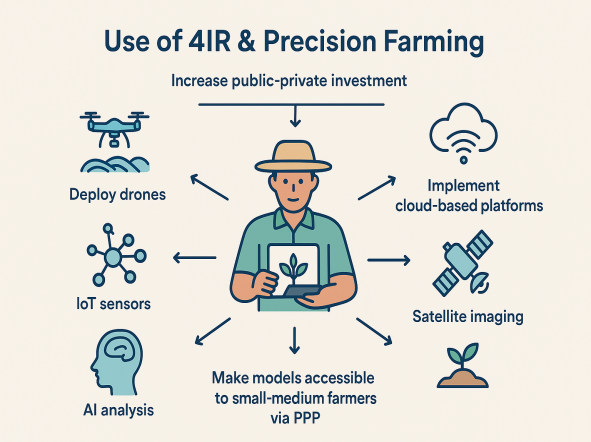 Use of 4IR & Precision Farming
Increase public-private investment
Deploy drones
Implement
cloud-based platforms
IoT sensors
Satellite imaging
AI analysis
Make models accessible
to small-medium farmers
via PPP